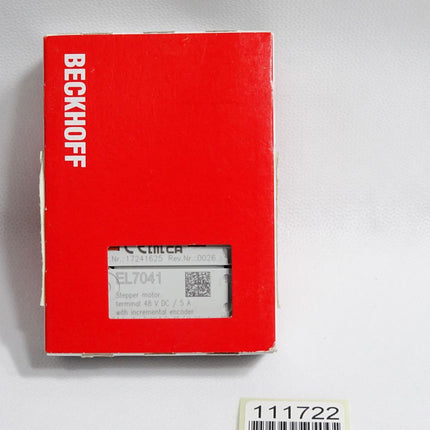 BECKHOFF
Nr.:17241625 Rev.Nr.:0026
EL7041
Stepper motor
terminal 48 V DC / 5 A
with incremental encoder
111722